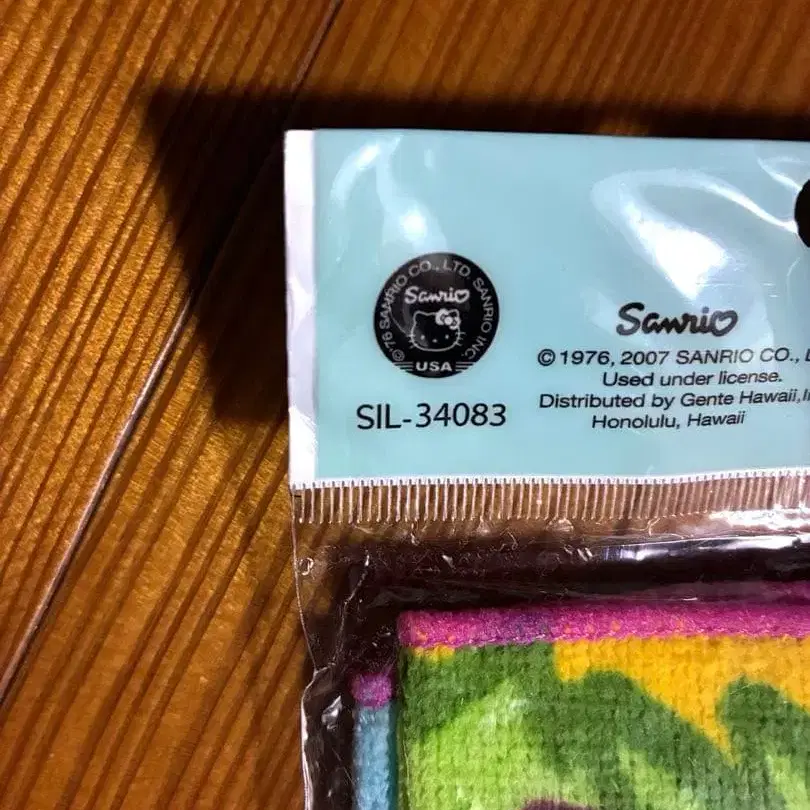 ©'76 SANRIO CO., LTD. SANRIO INC.
Sanrio
USA
SIL-34083
Sanrio
© 1976, 2007 SANRIO CO.,
Used under license.
Distributed by Gente Hawaii,
Honolulu, Hawaii